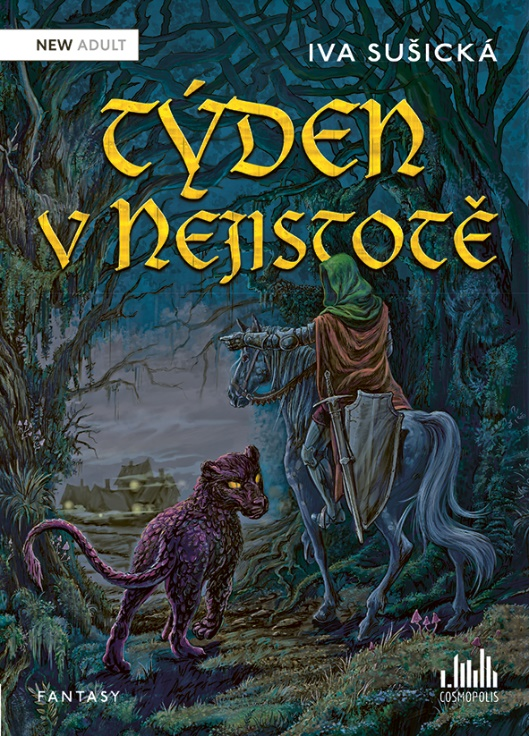 NEW ADULT
IVA SUŠICKÁ
TÝDEN
V NEJISTOTĚ
FANTASY
COSMOPOLIS